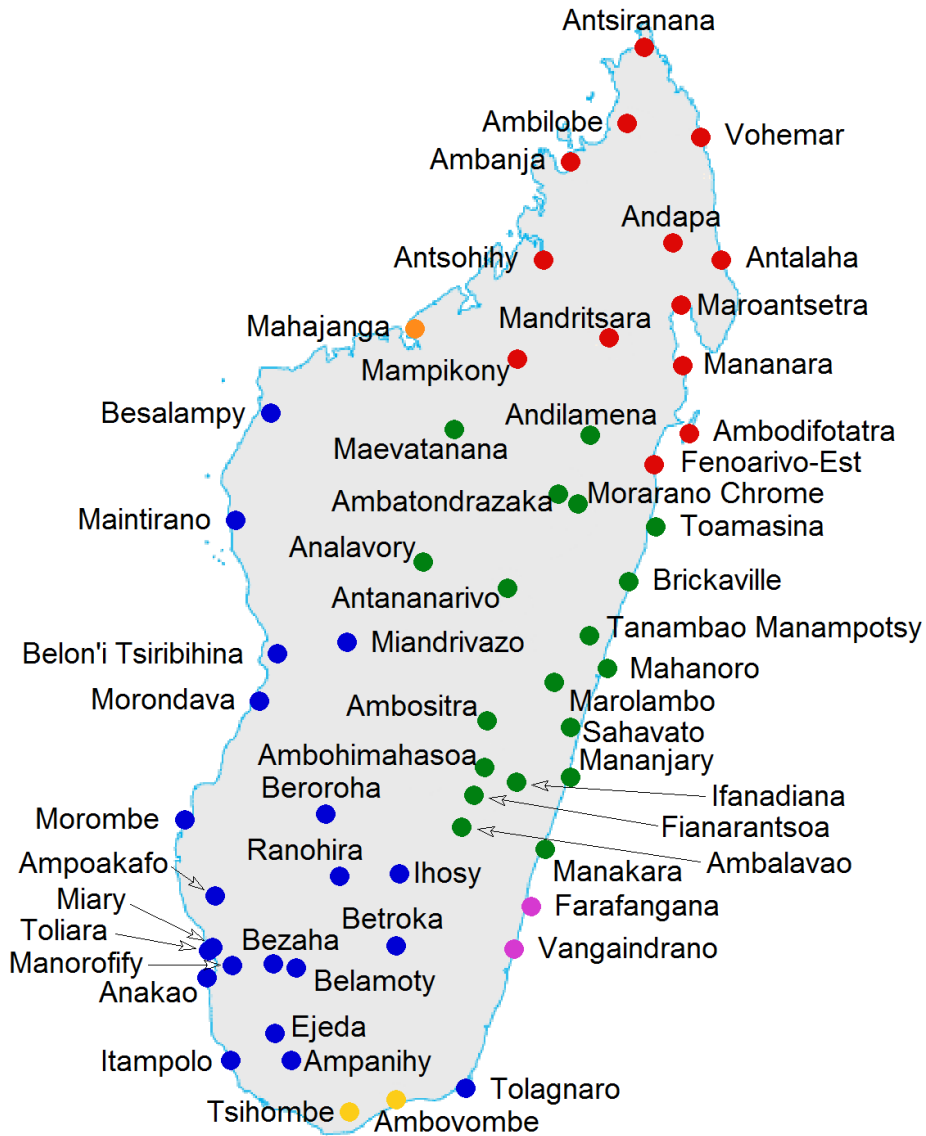 Antsiranana
Ambilobe
Vohemar
Ambanja
Andapa
Antsohihy
Antalaha
Maroantsetra
Mahajanga
Mandritsara
Mampikony
Mananara
Besalampy
Andilamena
Ambodifotatra
Maevatanana
Fenoarivo-Est
Ambatondrazaka
Morarano Chrome
Maintirano
Toamasina
Analavory
Brickaville
Antananarivo
Tanambao Manampotsy
Miandrivazo
Belon'i Tsiribihina
Mahanoro
Morondava
Marolambo
Ambositra
Sahavato
Ambohimahasoa
Mananjary
Beroroha
Ifanadiana
Morombe
Fianarantsoa
Ranohira
Ampoakafo
Ihosy
Ambalavao
Manakara
Miary
Farafangana
Betroka
Toliara
Bezaha
Vangaindrano
Manorofify
Belamoty
Anakao
Ejeda
Itampolo
Ampanihy
Tolagnaro
Tsihombe
Ambovombe